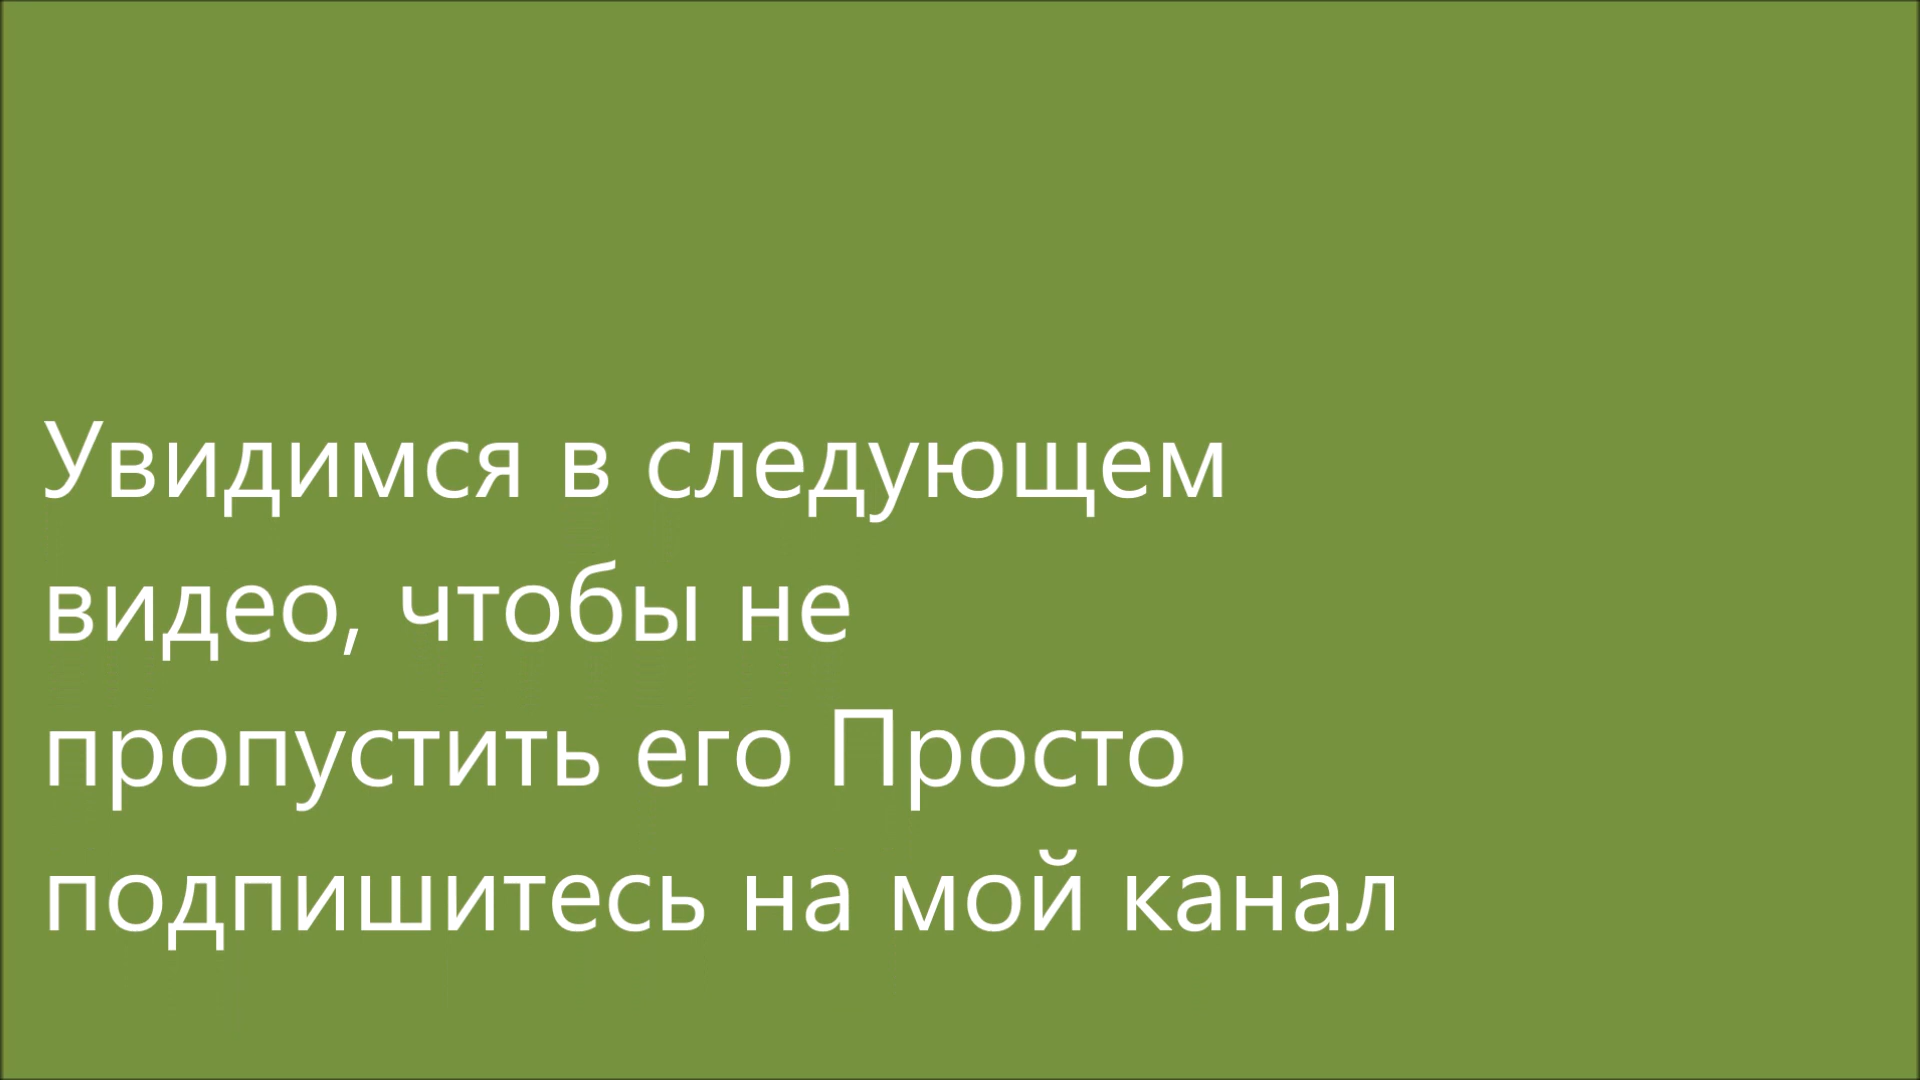 Увидимся в следующем
видео, чтобы не
пропустить его Просто
подпишитесь на мой канал